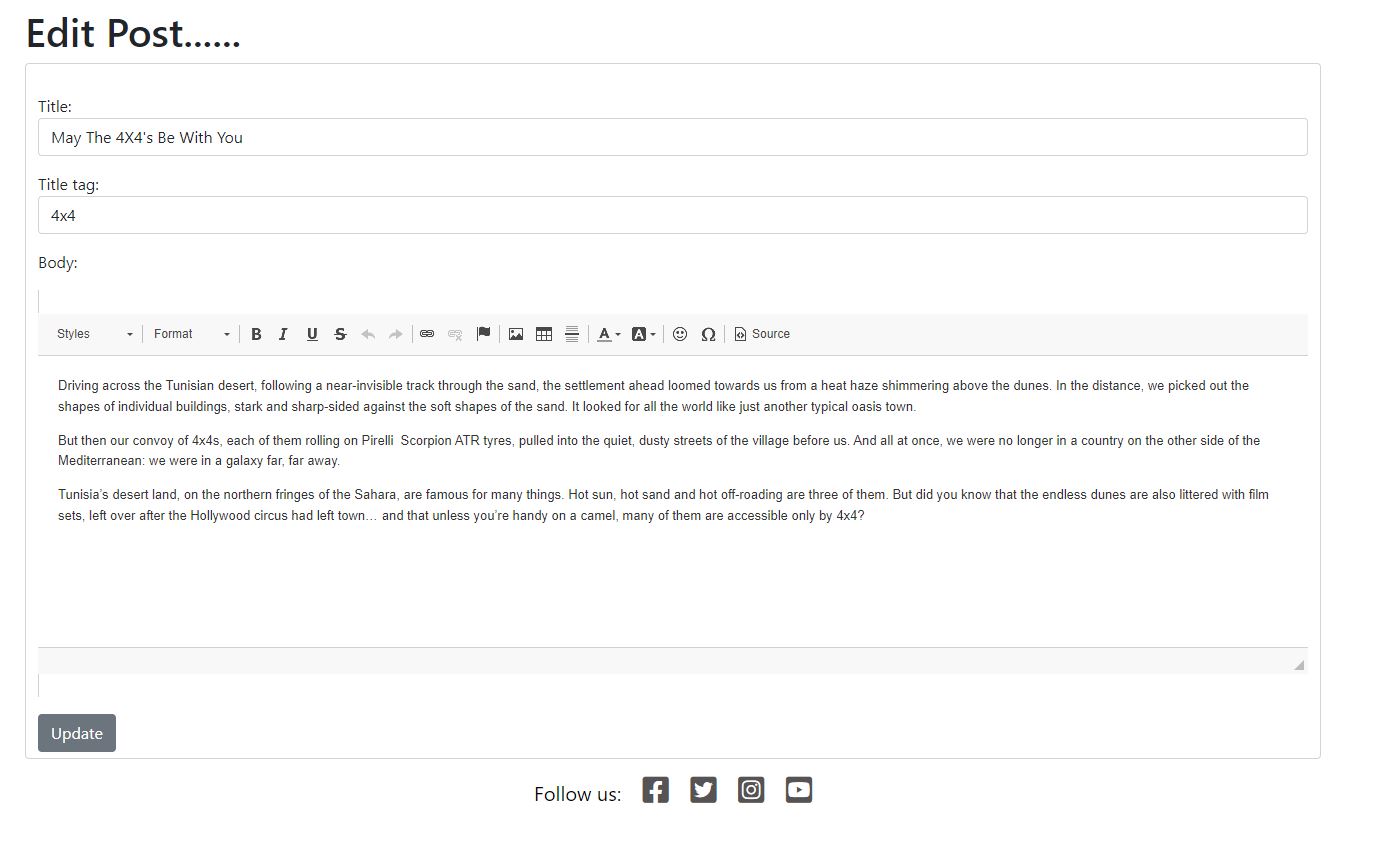 Edit Post......
Title:
May The 4X4's Be With You
Title tag:
4x4
Body:
Styles Format B I U S A A Ω Source
Driving across the Tunisian desert, following a near-invisible track through the sand, the settlement ahead loomed towards us from a heat haze shimmering above the dunes. In the distance, we picked out the
shapes of individual buildings, stark and sharp-sided against the soft shapes of the sand. It looked for all the world like just another typical oasis town.
But then our convoy of 4x4s, each of them rolling on Pirelli  Scorpion ATR tyres, pulled into the quiet, dusty streets of the village before us. And all at once, we were no longer in a country on the other side of the
Mediterranean: we were in a galaxy far, far away.
Tunisia’s desert land, on the northern fringes of the Sahara, are famous for many things. Hot sun, hot sand and hot off-roading are three of them. But did you know that the endless dunes are also littered with film
sets, left over after the Hollywood circus had left town… and that unless you’re handy on a camel, many of them are accessible only by 4x4?
Update
Follow us: